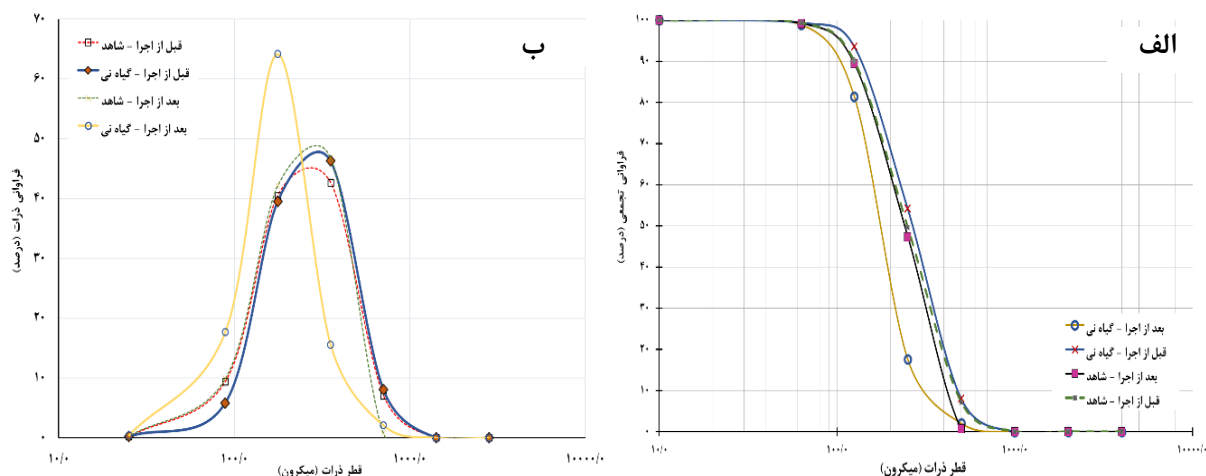 الف
۱۰۰
۹۰
۸۰
۷۰
۶۰
۵۰
۴۰
۳۰
۲۰
۱۰
۰
فراوانی تجمعی (درصد)
بعد از اجرا - گیاه نی
قبل از اجرا - گیاه نی
بعد از اجرا - شاهد
قبل از اجرا - شاهد
۱۰/۰
۱۰۰/۰
۱۰۰۰/۰
۱۰۰۰۰/۰
قطر ذرات (میکرون)
ب
۷۰
۶۰
۵۰
۴۰
۳۰
۲۰
۱۰
۰
فراوانی ذرات (درصد)
قبل از اجرا - شاهد
قبل از اجرا - گیاه نی
بعد از اجرا - شاهد
بعد از اجرا - گیاه نی
۱۰/۰
۱۰۰/۰
۱۰۰۰/۰
۱۰۰۰۰/۰
قطر ذرات (میکرون)